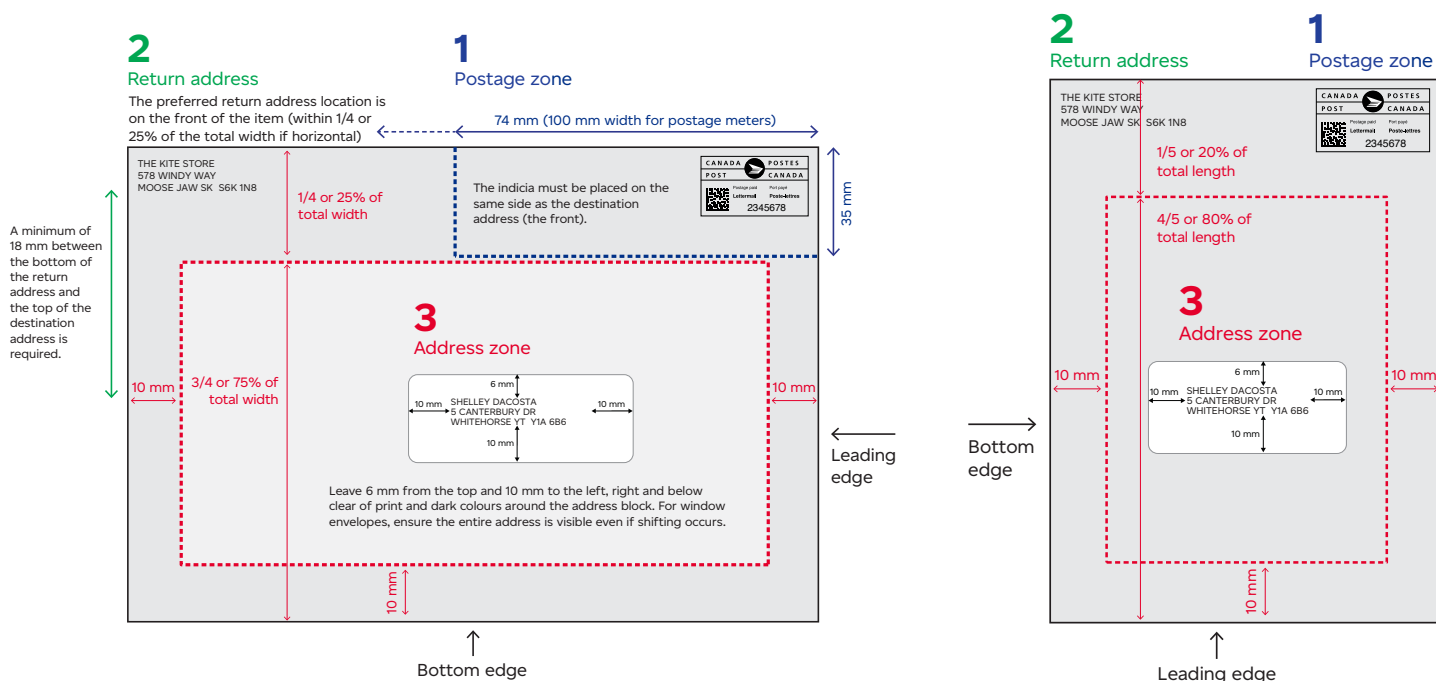 2
Return address
The preferred return address location is
on the front of the item (within 1/4 or
25% of the total width if horizontal)
1
Postage zone
74 mm (100 mm width for postage meters)
THE KITE STORE
578 WINDY WAY
MOOSE JAW SK  S6K 1N8
1/4 or 25% of
total width
The indicia must be placed on the
same side as the destination
address (the front).
CANADA POSTES
POST CANADA
Postage paid Port payé
Lettermail Poste-lettres
2345678
35 mm
A minimum of
18 mm between
the bottom of
the return
address and
the top of the
destination
address is
required.
3
Address zone
10 mm
3/4 or 75% of
total width
6 mm
10 mm
SHELLEY DACOSTA
5 CANTERBURY DR
WHITEHORSE YT  Y1A 6B6
10 mm
10 mm
10 mm
Leave 6 mm from the top and 10 mm to the left, right and below
clear of print and dark colours around the address block. For window
envelopes, ensure the entire address is visible even if shifting occurs.
10 mm
Leading
edge
Bottom edge
2
Return address
1
Postage zone
THE KITE STORE
578 WINDY WAY
MOOSE JAW SK  S6K 1N8
CANADA POSTES
POST CANADA
Postage paid Port payé
Lettermail Poste-lettres
2345678
1/5 or 20% of
total length
4/5 or 80% of
total length
3
Address zone
10 mm
6 mm
10 mm
SHELLEY DACOSTA
5 CANTERBURY DR
WHITEHORSE YT  Y1A 6B6
10 mm
10 mm
10 mm
10 mm
Bottom
edge
Leading edge